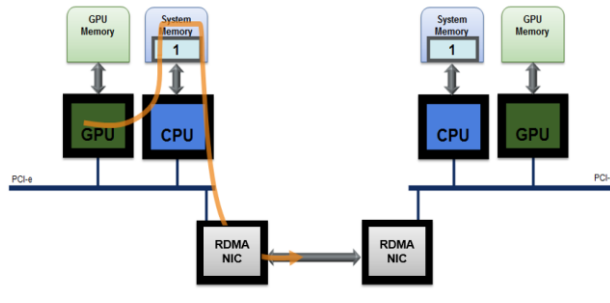 GPU
Memory
System
Memory
1
System
Memory
1
GPU
Memory
GPU
CPU
CPU
GPU
PCI-e
PCI-
RDMA
NIC
RDMA
NIC